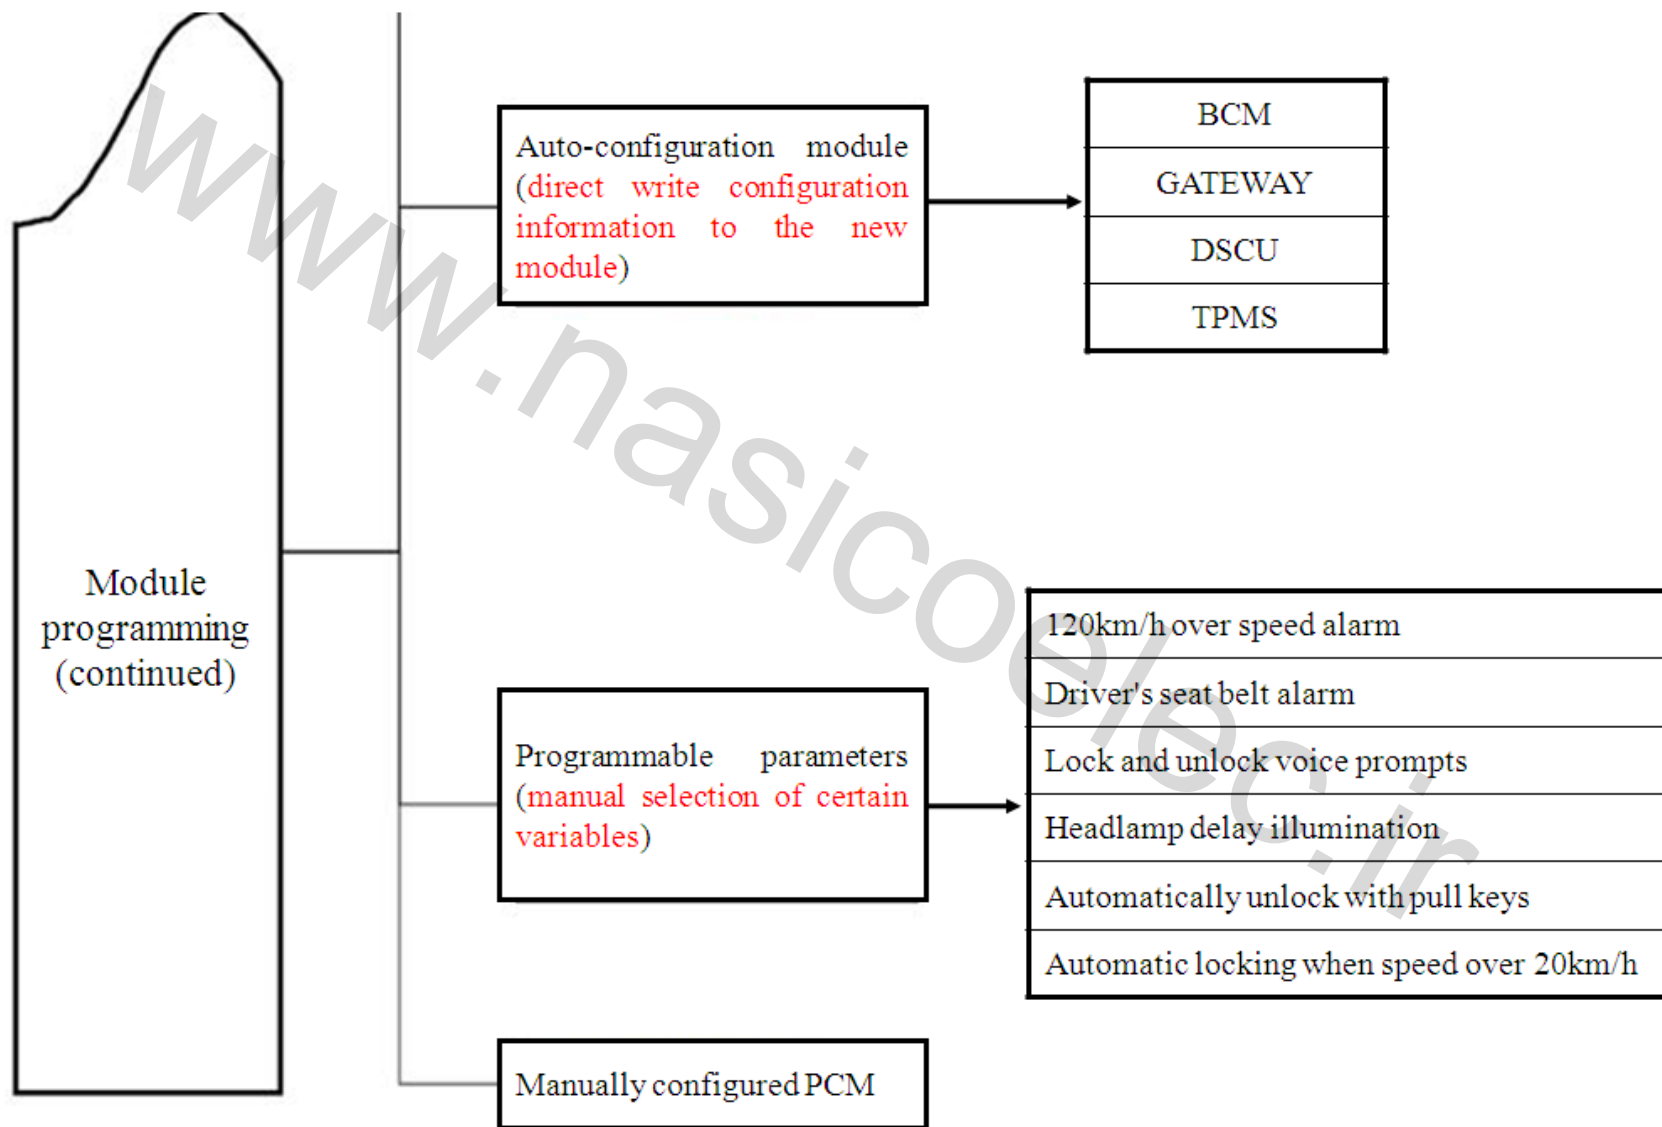 Module
programming
(continued)
Auto-configuration module
(direct write configuration
information to the new
module)
BCM
GATEWAY
DSCU
TPMS
Programmable parameters
(manual selection of certain
variables)
120km/h over speed alarm
Driver's seat belt alarm
Lock and unlock voice prompts
Headlamp delay illumination
Automatically unlock with pull keys
Automatic locking when speed over 20km/h
Manually configured PCM
www.nasicoelec.ir